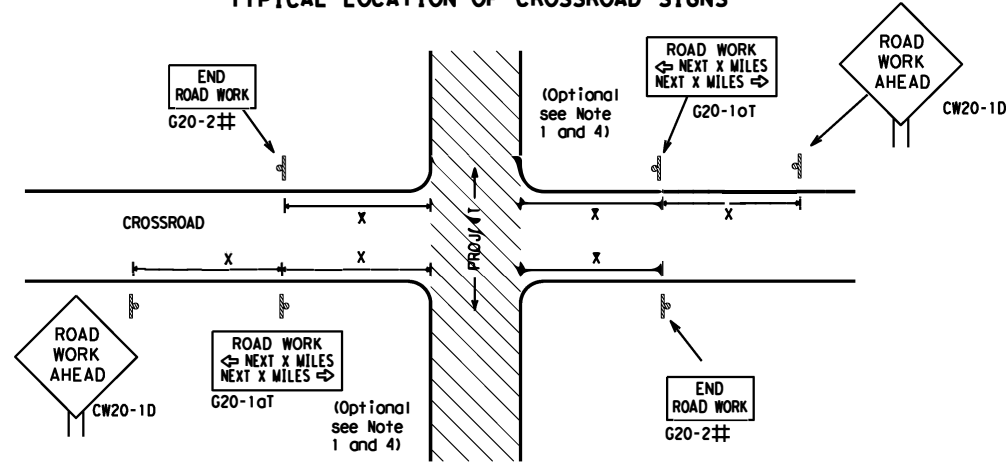 TYPICAL LOCATION OF CROSSROAD SIGNS
ROAD
WORK
AHEAD
CW20-1D
ROAD WORK
⇦ NEXT X MILES
NEXT X MILES ⇨
G20-1aT
(Optional
see Note
1 and 4)
END
ROAD WORK
G20-2#
X
X
X
CROSSROAD
PROJECT
X
X
X
ROAD
WORK
AHEAD
CW20-1D
ROAD WORK
⇦ NEXT X MILES
NEXT X MILES ⇨
G20-1aT
(Optional
see Note
1 and 4)
END
ROAD WORK
G20-2#